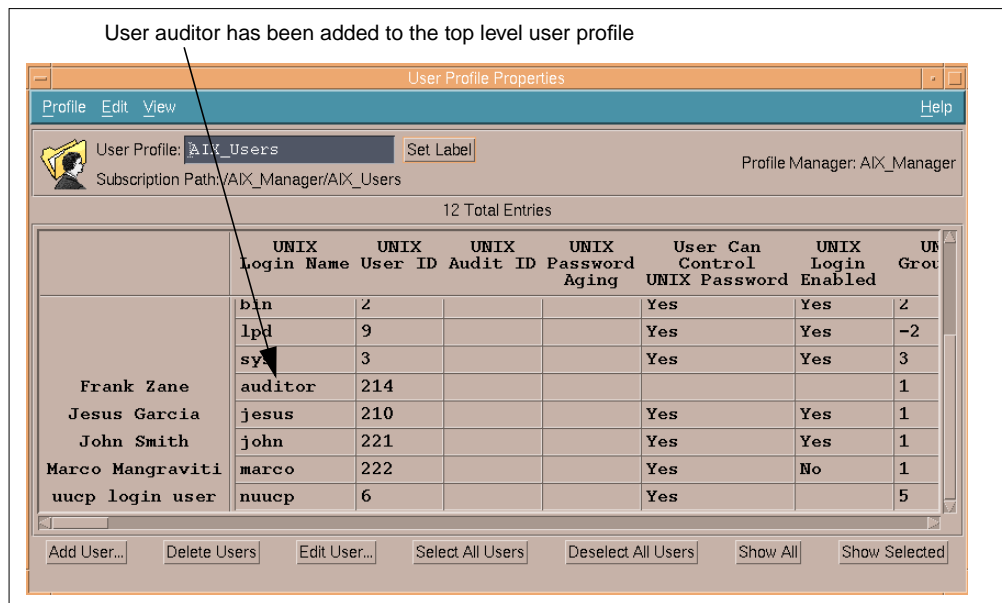 User auditor has been added to the top level user profile
User Profile Properties
Profile Edit View Help
User Profile: AIX_Users Set Label
Profile Manager: AIX_Manager
Subscription Path:/AIX_Manager/AIX_Users
12 Total Entries
UNIX UNIX UNIX UNIX User Can UNIX UN
Login Name User ID Audit ID Password Control Login Grou
Aging UNIX Password Enabled
bin 2 Yes Yes 2
lpd 9 Yes Yes -2
sys 3 Yes Yes 3
Frank Zane auditor 214 1
Jesus Garcia jesus 210 Yes Yes 1
John Smith john 221 Yes Yes 1
Marco Mangraviti marco 222 Yes No 1
uucp login user nuucp 6 Yes 5
Add User... Delete Users Edit User... Select All Users Deselect All Users Show All Show Selected